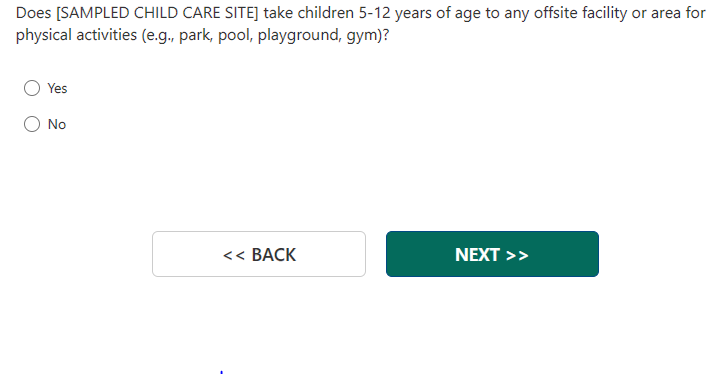 Does [SAMPLED CHILD CARE SITE] take children 5-12 years of age to any offsite facility or area for
physical activities (e.g., park, pool, playground, gym)?
Yes
No
<< BACK
NEXT >>